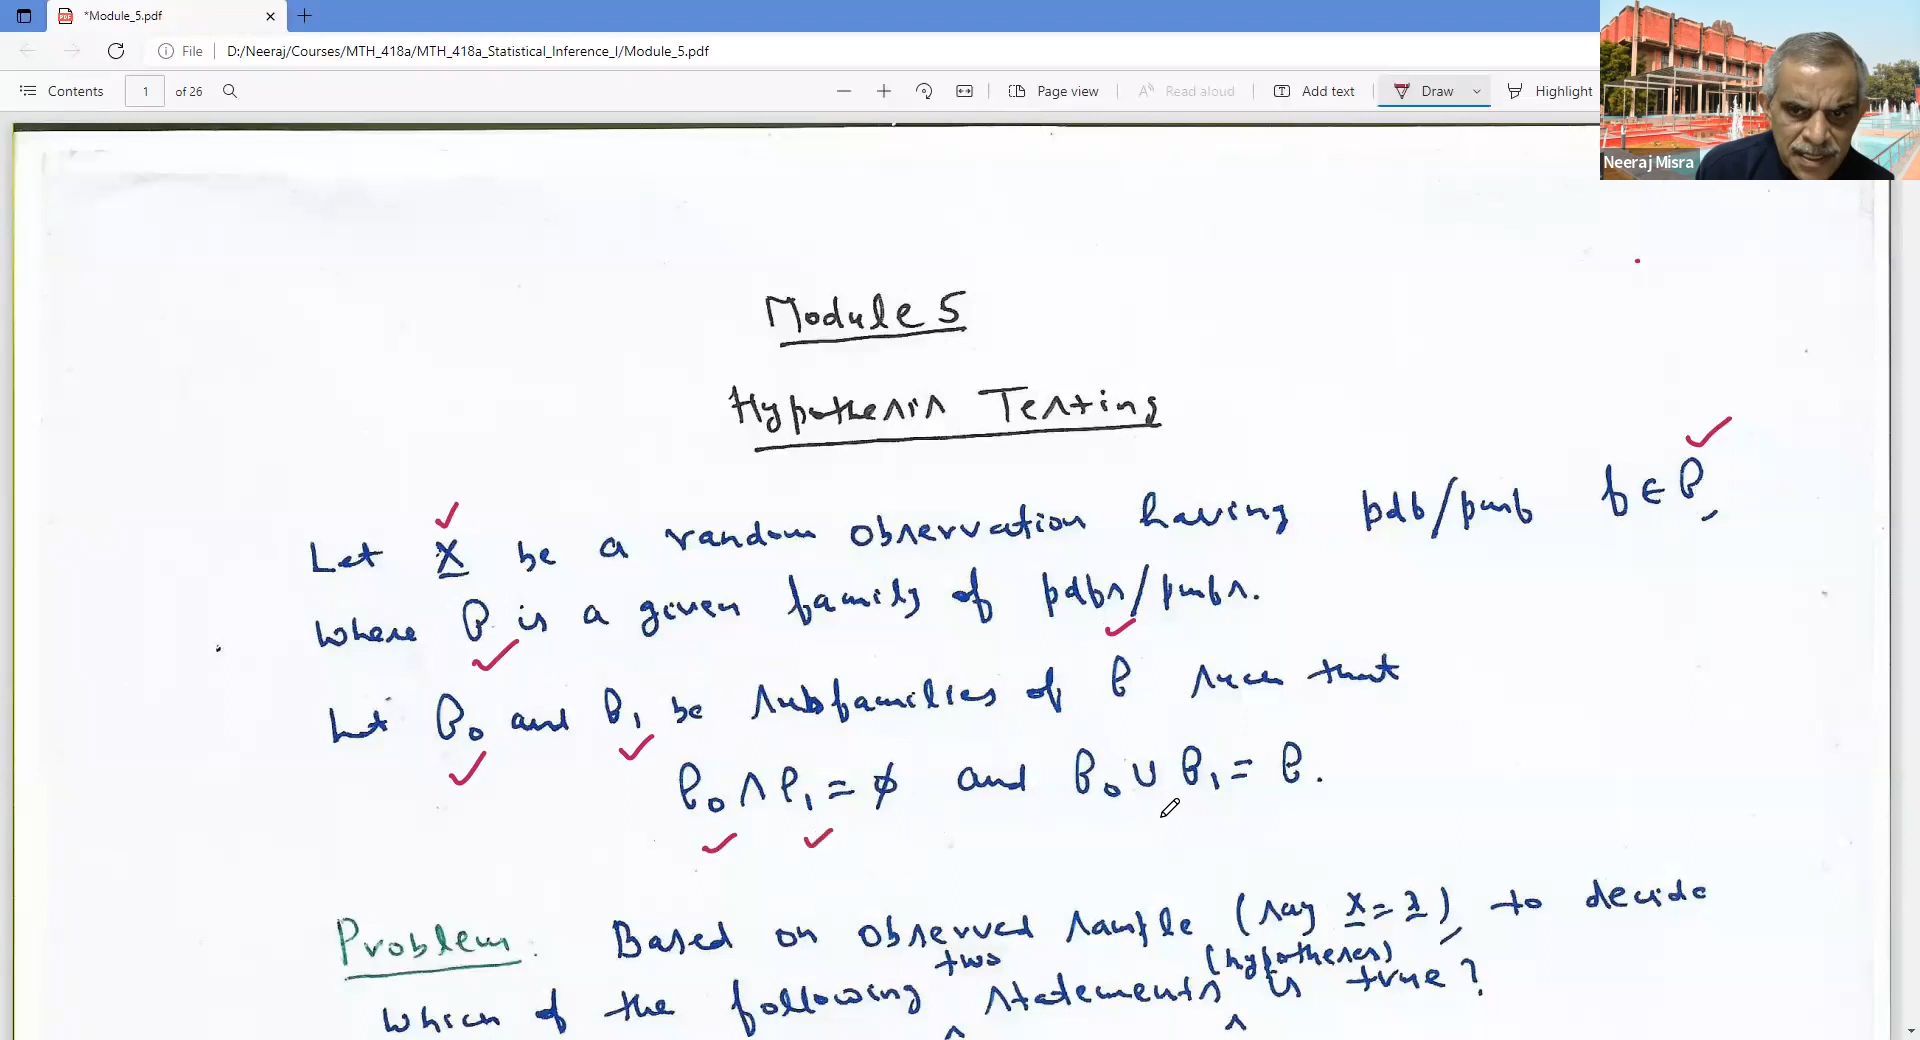 *Module_5.pdf
File D:/Neeraj/Courses/MTH_418a/MTH_418a_Statistical_Inference_I/Module_5.pdf
Contents 1 of 26 Page view Read aloud Add text Draw Highlight
Neeraj Misra
Module 5
Hypothesis Testing
Let X be a random observation having pdf/pmf f ∈ P,
where P is a given family of pdfs/pmfs.
Let P₀ and P₁ be subfamilies of P such that
P₀ ∩ P₁ = φ and P₀ ∪ P₁ = P.
Problem: Based on observed sample (say X = x), to decide
two (hypotheses)
which of the following statements is true?